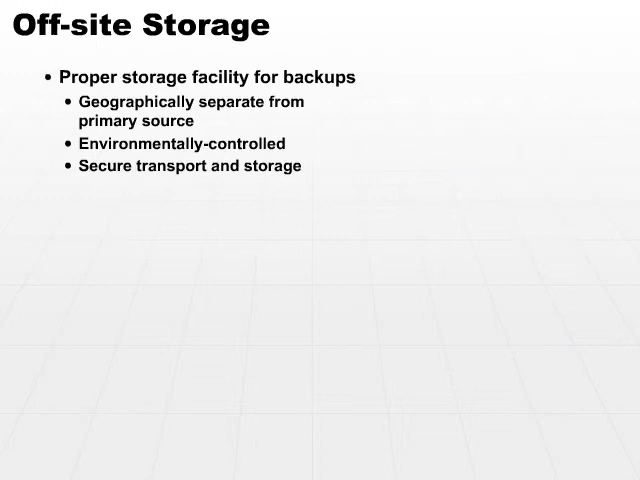 Off-site Storage
• Proper storage facility for backups
• Geographically separate from
primary source
• Environmentally-controlled
• Secure transport and storage